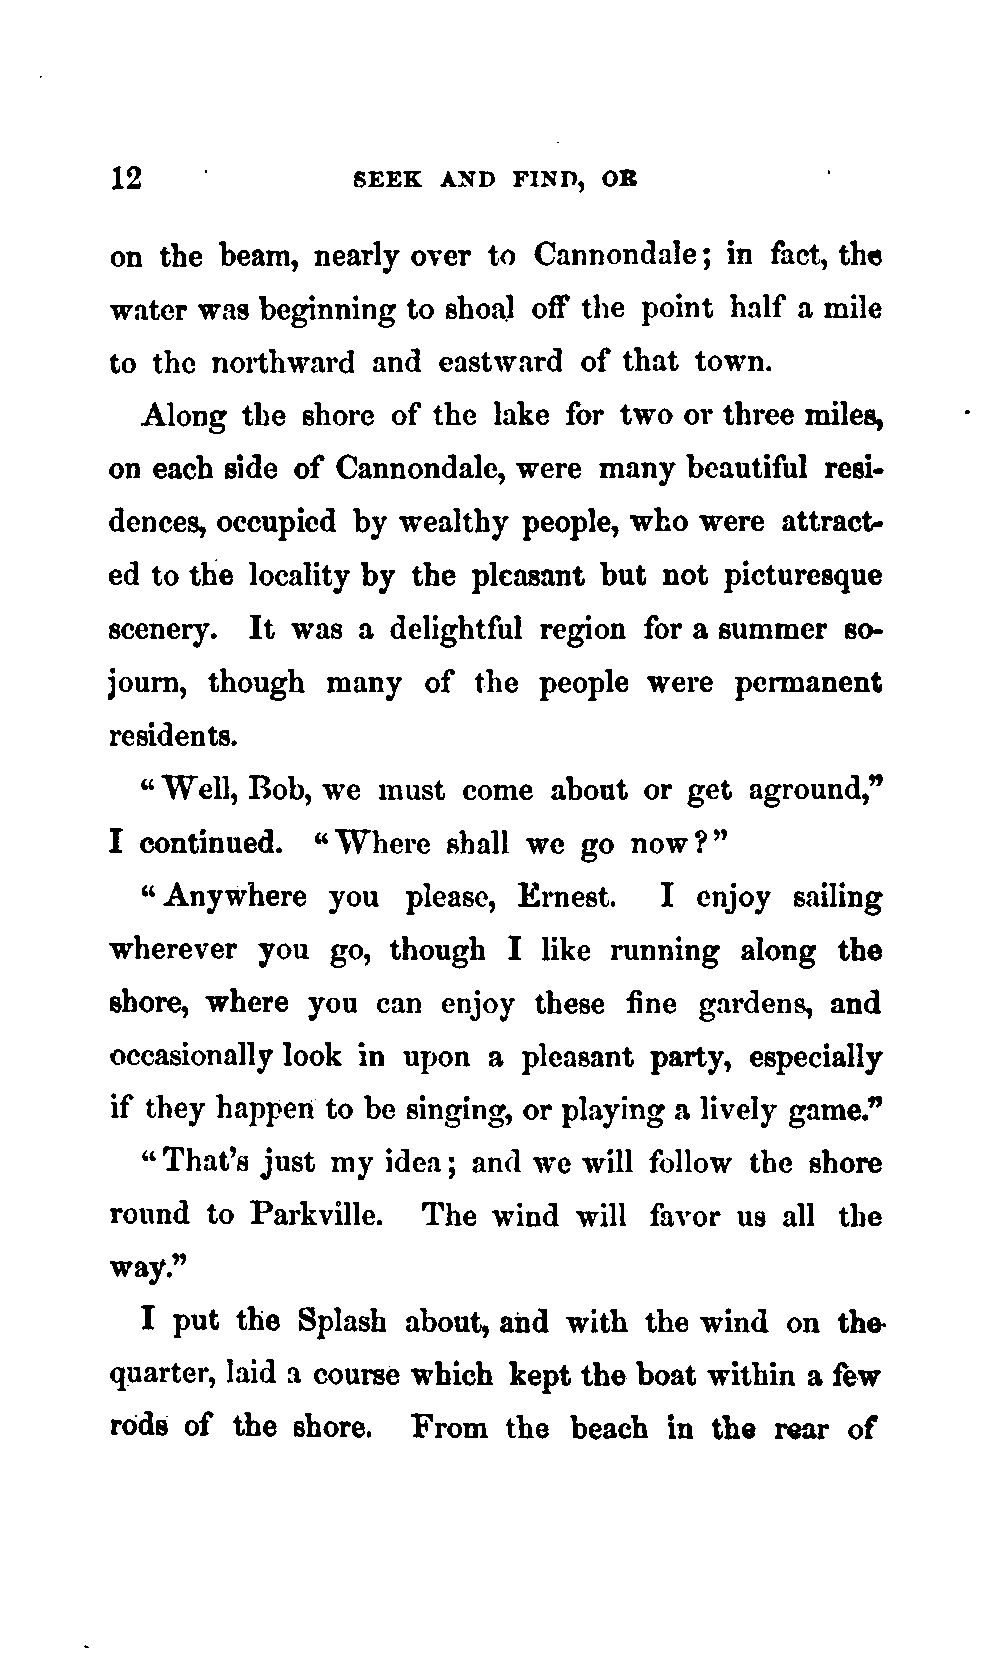 12 SEEK AND FIND, OR
on the beam, nearly over to Cannondale; in fact, the
water was beginning to shoal off the point half a mile
to the northward and eastward of that town.
Along the shore of the lake for two or three miles,
on each side of Cannondale, were many beautiful resi-
dences, occupied by wealthy people, who were attract-
ed to the locality by the pleasant but not picturesque
scenery. It was a delightful region for a summer so-
journ, though many of the people were permanent
residents.
“Well, Bob, we must come about or get aground,”
I continued. “Where shall we go now?”
“Anywhere you please, Ernest. I enjoy sailing
wherever you go, though I like running along the
shore, where you can enjoy these fine gardens, and
occasionally look in upon a pleasant party, especially
if they happen to be singing, or playing a lively game.”
“That’s just my idea; and we will follow the shore
round to Parkville. The wind will favor us all the
way.”
I put the Splash about, and with the wind on the
quarter, laid a course which kept the boat within a few
rods of the shore. From the beach in the rear of